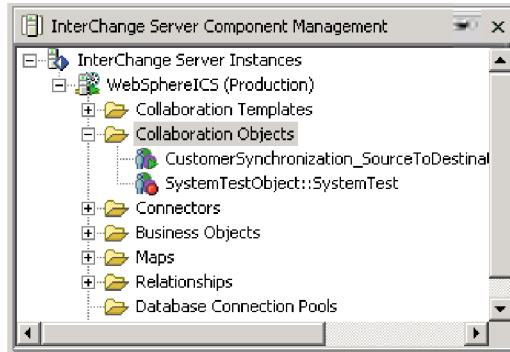 InterChange Server Component Management
InterChange Server Instances
WebSphereICS (Production)
Collaboration Templates
Collaboration Objects
CustomerSynchronization_SourceToDestinat
SystemTestObject::SystemTest
Connectors
Business Objects
Maps
Relationships
Database Connection Pools